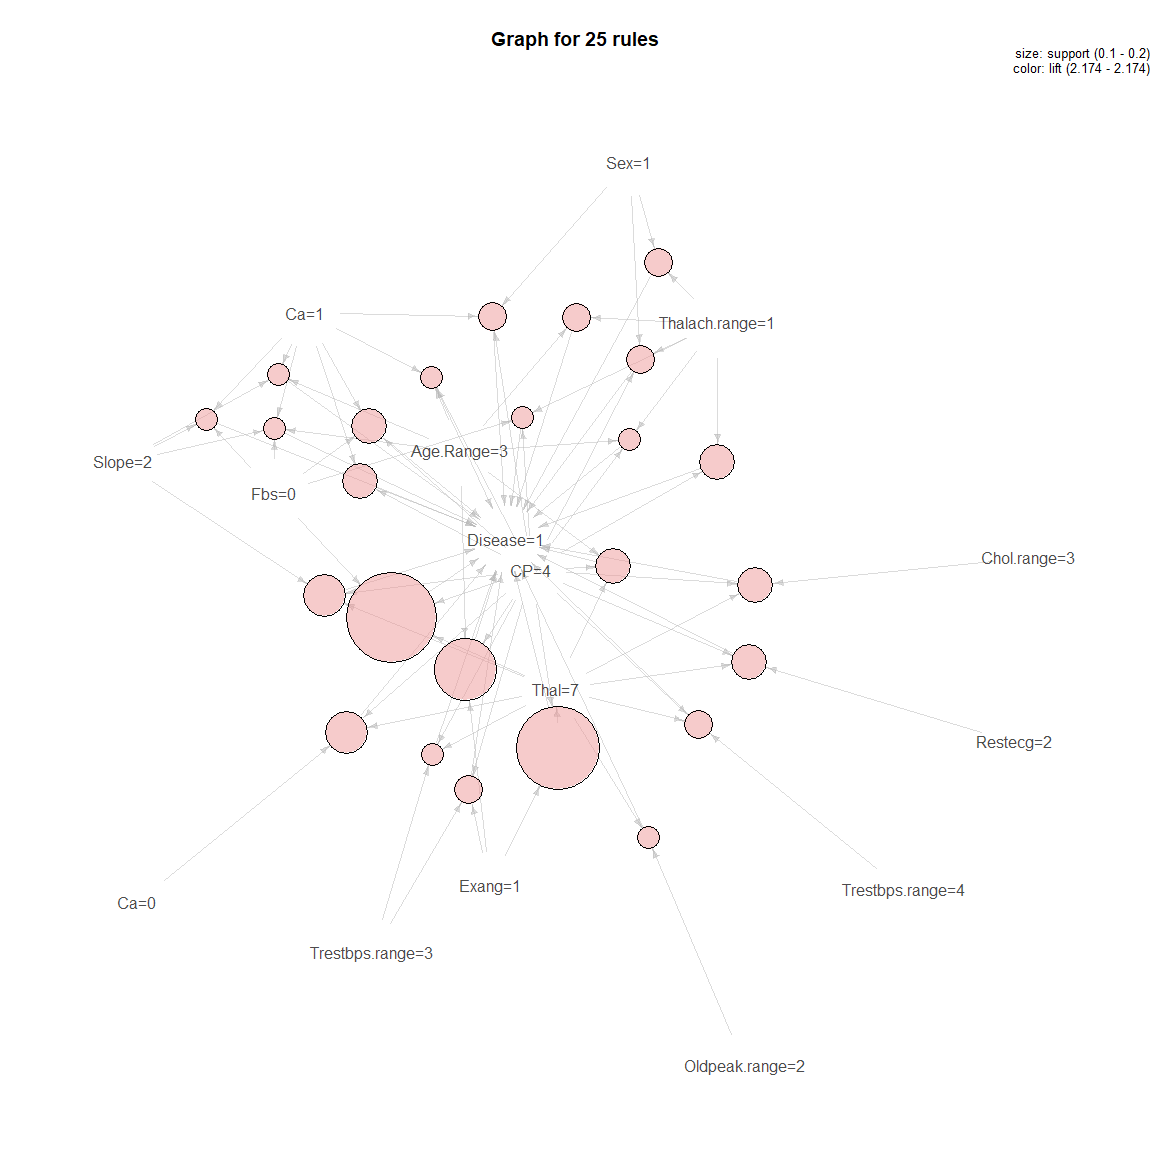 Graph for 25 rules
size: support (0.1 - 0.2)
color: lift (2.174 - 2.174)
Sex=1
Ca=1
Thalach.range=1
Age.Range=3
Slope=2
Fbs=0
Disease=1
Chol.range=3
CP=4
Thal=7
Restecg=2
Exang=1
Trestbps.range=4
Ca=0
Trestbps.range=3
Oldpeak.range=2